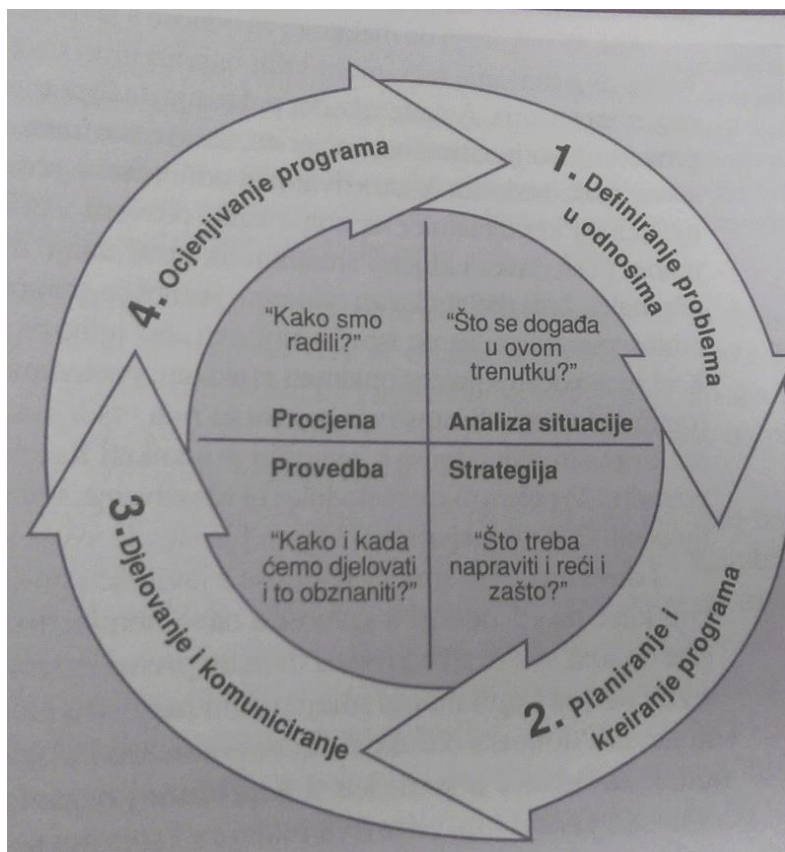 1. Definiranje problema
u odnosima
2. Planiranje i
kreiranje programa
3. Djelovanje i komuniciranje
4. Ocjenjivanje programa
“Kako smo
radili?”
Procjena
“Što se događa
u ovom
trenutku?”
Analiza situacije
Provedba
“Kako i kada
ćemo djelovati
i to obznaniti?”
Strategija
“Što treba
napraviti i reći i
zašto?”